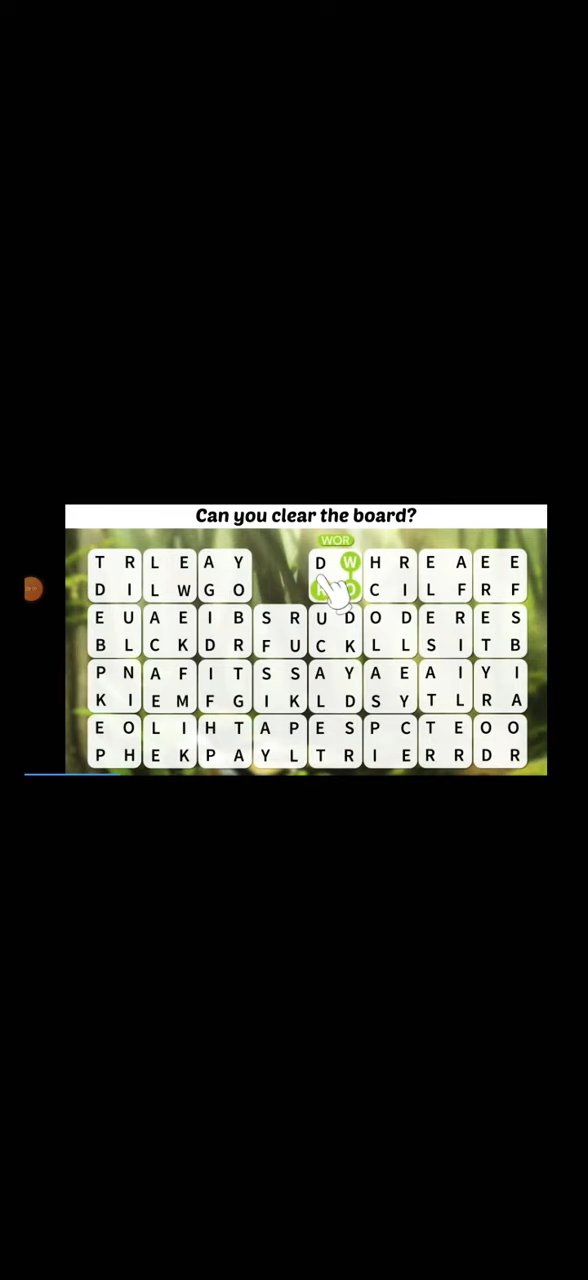 Can you clear the board?
WOR
T R L E A Y D W H R E A E E
D I L W G O O C I L F R F
E U A E I B S R U D O D E R E S
B L C K D R F U C K L L S I T B
P N A F I T S S A Y A E A I Y I
K I E M F G I K L D S Y T L R A
E O L I H T A P E S P C T E O O
P H E K P A Y L T R I E R R D R